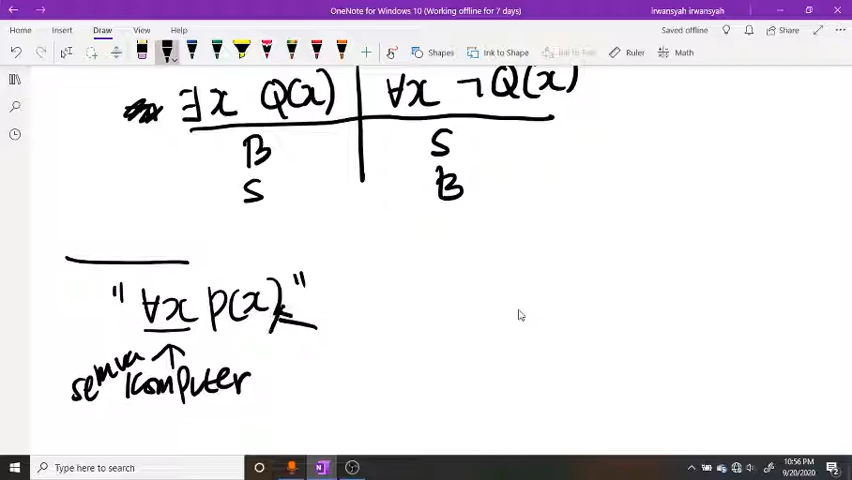 OneNote for Windows 10 (Working offline for 7 days)
irwansyah irwansyah
Home Insert Draw View Help
Saved offline Share
Shapes Ink to Shape Ink to Text Ruler Math
∃x Q(x) ∀x ¬Q(x)
B S
S B
"∀x P(x)"
semua komputer
Type here to search
10:56 PM
9/20/2020
2